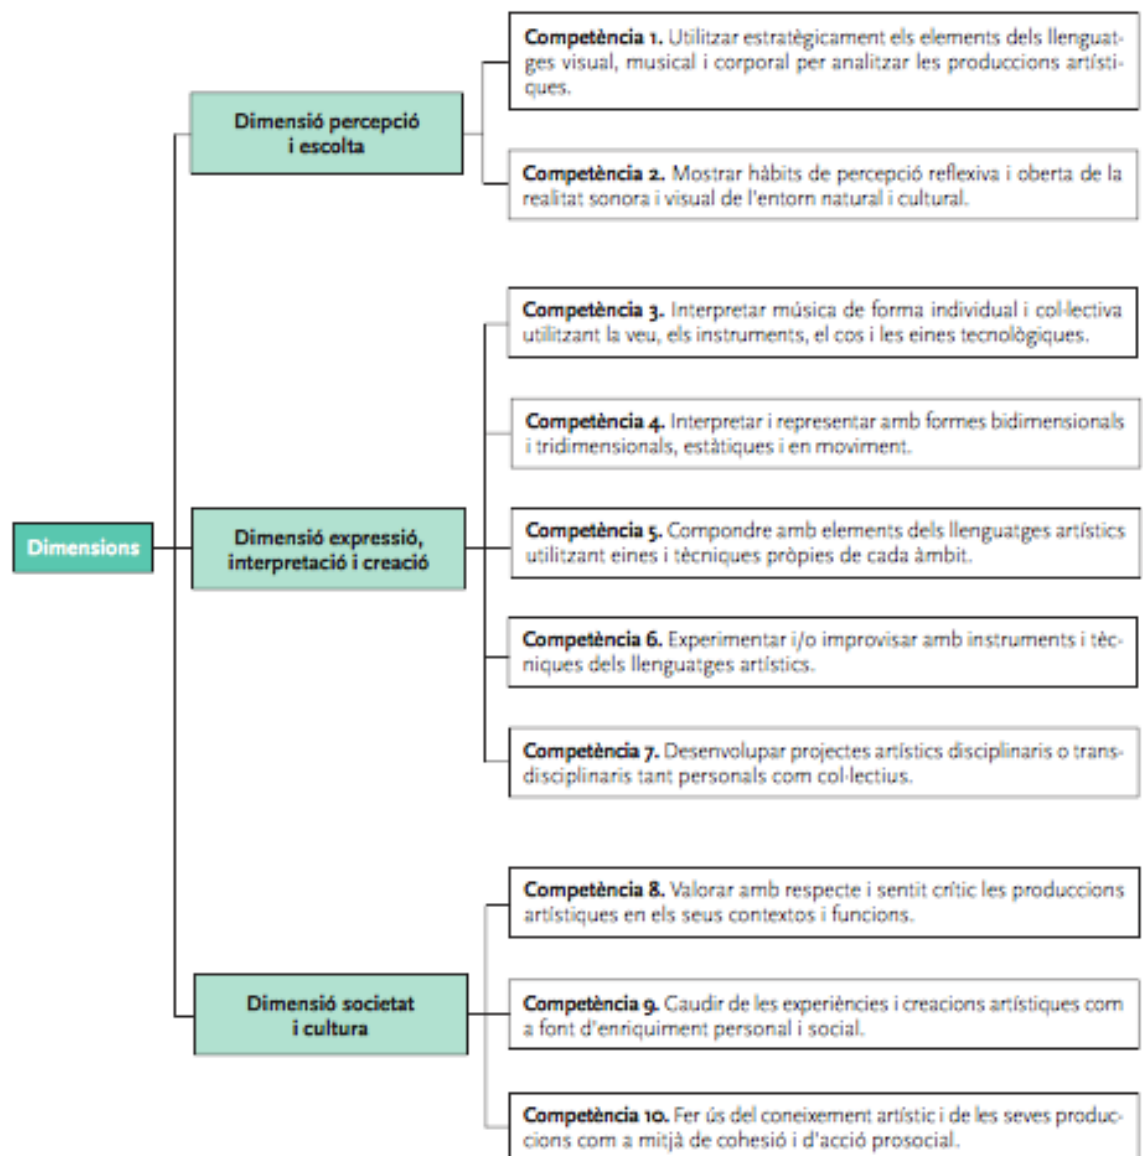 Competència 1. Utilitzar estratègicament els elements dels llenguat-
ges visual, musical i corporal per analitzar les produccions artísti-
ques.
Dimensió percepció
i escolta
Competència 2. Mostrar hàbits de percepció reflexiva i oberta de la
realitat sonora i visual de l'entorn natural i cultural.
Competència 3. Interpretar música de forma individual i col·lectiva
utilitzant la veu, els instruments, el cos i les eines tecnològiques.
Competència 4. Interpretar i representar amb formes bidimensionals
i tridimensionals, estàtiques i en moviment.
Dimensions
Dimensió expressió,
interpretació i creació
Competència 5. Compondre amb elements dels llenguatges artístics
utilitzant eines i tècniques pròpies de cada àmbit.
Competència 6. Experimentar i/o improvisar amb instruments i tèc-
niques dels llenguatges artístics.
Competència 7. Desenvolupar projectes artístics disciplinaris o trans-
disciplinaris tant personals com col·lectius.
Competència 8. Valorar amb respecte i sentit crític les produccions
artístiques en els seus contextos i funcions.
Dimensió societat
i cultura
Competència 9. Gaudir de les experiències i creacions artístiques com
a font d'enriquiment personal i social.
Competència 10. Fer ús del coneixement artístic i de les seves produc-
cions com a mitjà de cohesió i d'acció prosocial.